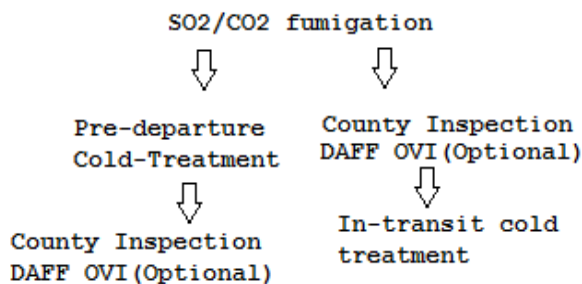 SO2/CO2 fumigation
Pre-departure
Cold-Treatment
County Inspection
DAFF OVI(Optional)
County Inspection
DAFF OVI(Optional)
In-transit cold
treatment